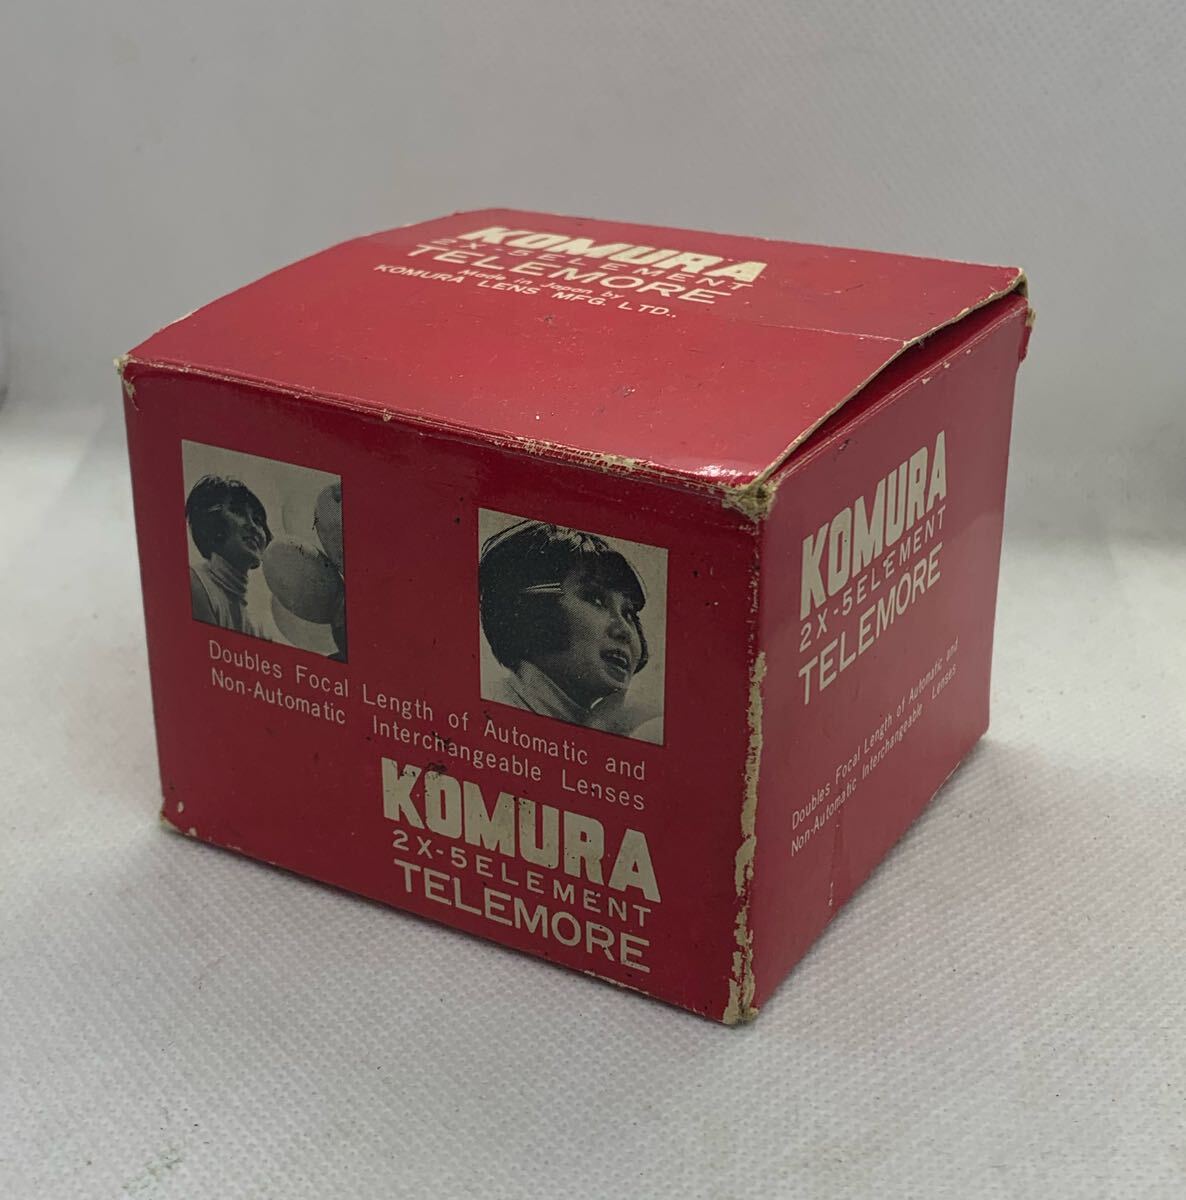 KOMURA
2X-5ELEMENT
TELEMORE
Made in Japan by
KOMURA LENS MFG. LTD.,
Doubles Focal Length of Automatic and
Non-Automatic Interchangeable Lenses
KOMURA
2X-5ELEMENT
TELEMORE
KOMURA
2X-5ELEMENT
TELEMORE
Doubles Focal Length of Automatic and
Non-Automatic Interchangeable Lenses